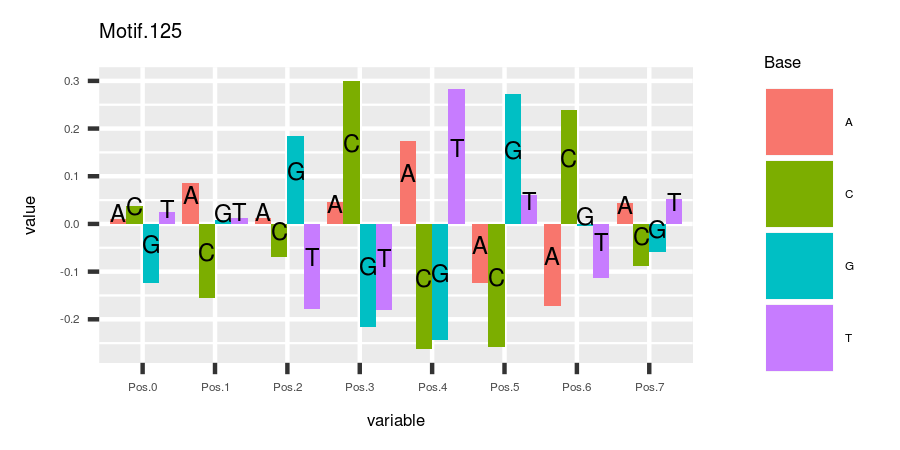 Motif.125
Base
0.3
0.2
0.1
0.0
-0.1
-0.2
value
A C G T A C G T A C G T A C G T A C G T A C G T A C G T A C G T
Pos.0 Pos.1 Pos.2 Pos.3 Pos.4 Pos.5 Pos.6 Pos.7
variable
A
C
G
T